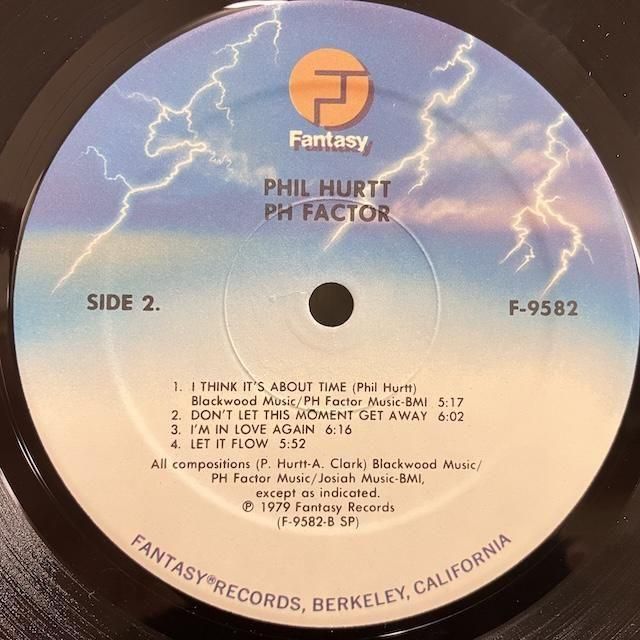 Fantasy
PHIL HURTT
PH FACTOR
SIDE 2.
F-9582
1. I THINK IT'S ABOUT TIME (Phil Hurtt)
Blackwood Music/PH Factor Music-BMI 5:17
2. DON'T LET THIS MOMENT GET AWAY 6:02
3. I'M IN LOVE AGAIN 6:16
4. LET IT FLOW 5:52
All compositions (P. Hurtt-A. Clark) Blackwood Music/
PH Factor Music/Josiah Music-BMI,
except as indicated.
℗ 1979 Fantasy Records
(F-9582-B SP)
FANTASY® RECORDS, BERKELEY, CALIFORNIA